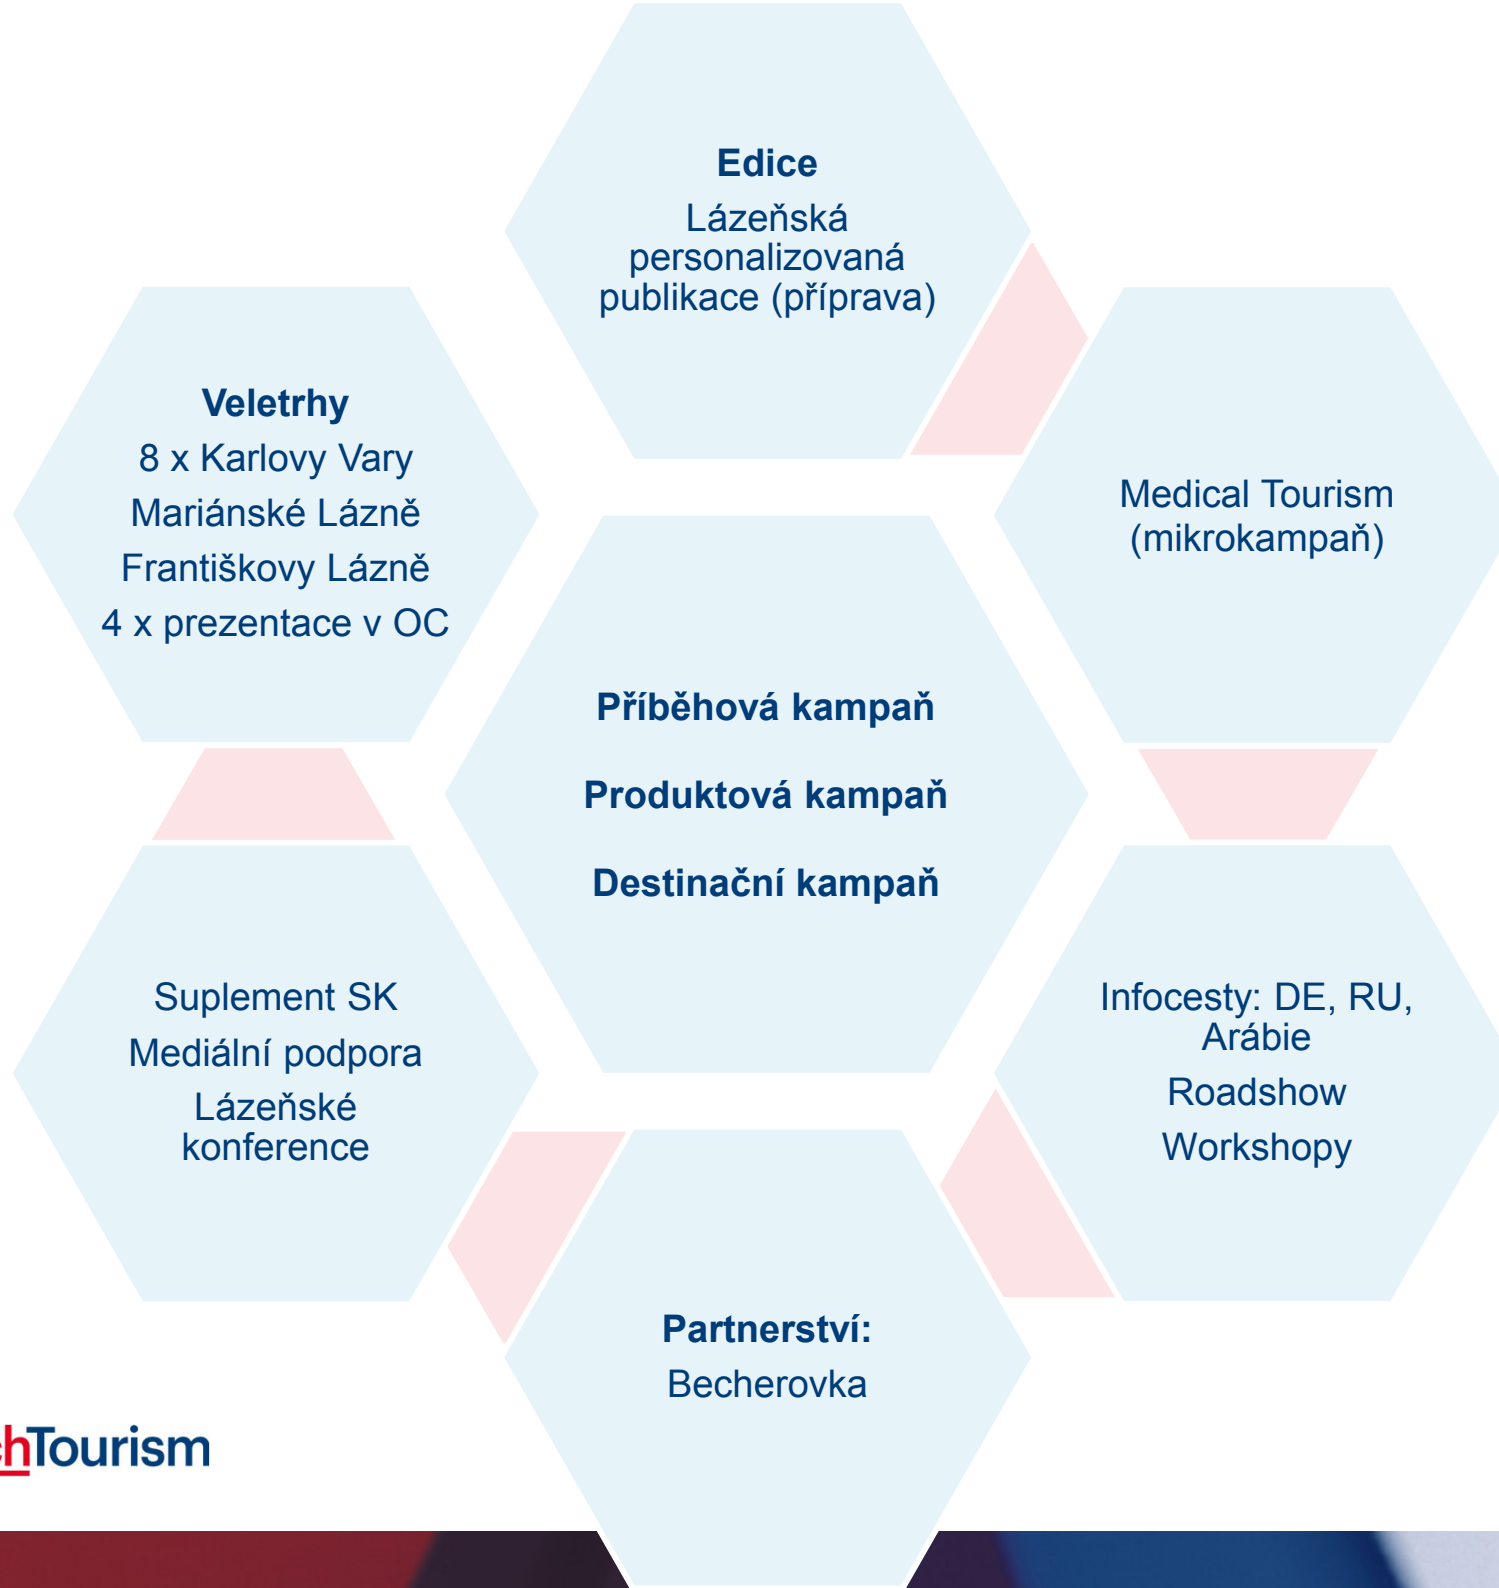 Edice
Lázeňská
personalizovaná
publikace (příprava)
Veletrhy
8 x Karlovy Vary
Mariánské Lázně
Františkovy Lázně
4 x prezentace v OC
Medical Tourism
(mikrokampaň)
Příběhová kampaň
Produktová kampaň
Destinační kampaň
Suplement SK
Mediální podpora
Lázeňské
konference
Infocesty: DE, RU,
Arábie
Roadshow
Workshopy
Partnerství:
Becherovka
hTourism